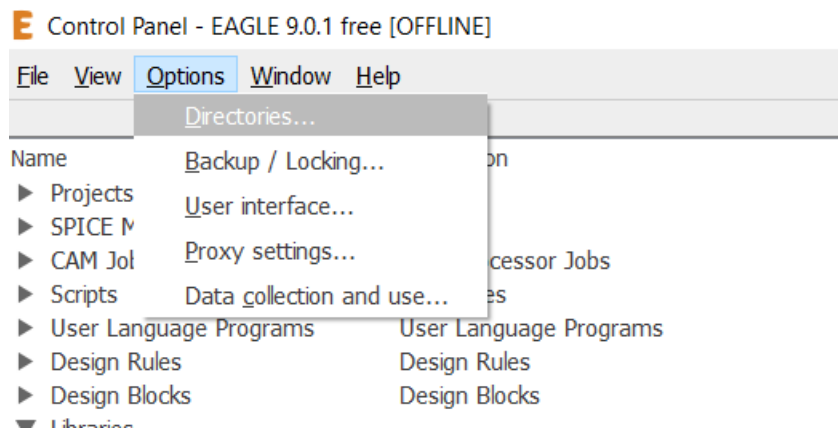 Control Panel - EAGLE 9.0.1 free [OFFLINE]
File View Options Window Help
Directories...
Name
Backup / Locking...
Projects
User interface...
SPICE
Proxy settings...
CAM
Scripts
Data collection and use...
User Language Programs User Language Programs
Design Rules Design Rules
Design Blocks Design Blocks
Libraries